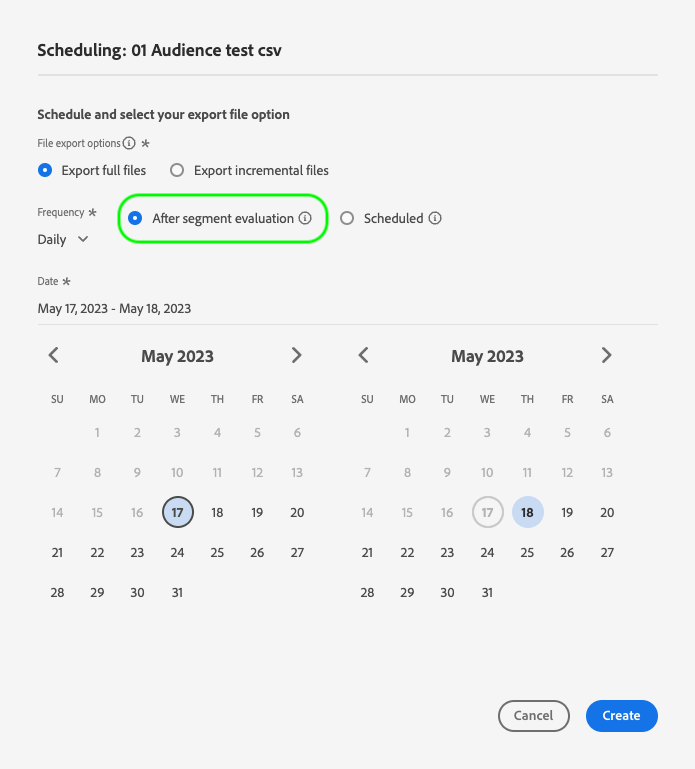 Scheduling: 01 Audience test csv
Schedule and select your export file option
File export options *
Export full files Export incremental files
Frequency * After segment evaluation Scheduled
Daily
Date *
May 17, 2023 - May 18, 2023
May 2023 May 2023
SU MO TU WE TH FR SA SU MO TU WE TH FR SA
1 2 3 4 5 6 1 2 3 4 5 6
7 8 9 10 11 12 13 7 8 9 10 11 12 13
14 15 16 17 18 19 20 14 15 16 17 18 19 20
21 22 23 24 25 26 27 21 22 23 24 25 26 27
28 29 30 31 28 29 30 31
Cancel Create